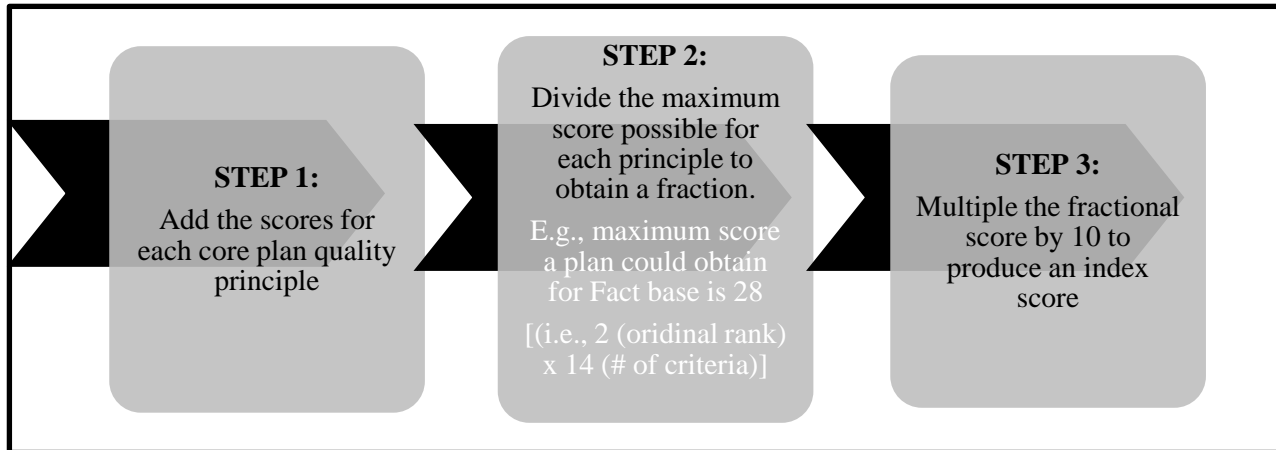 STEP 1:
Add the scores for
each core plan quality
principle
STEP 2:
Divide the maximum
score possible for
each principle to
obtain a fraction.
E.g., maximum score
a plan could obtain
for Fact base is 28
[(i.e., 2 (oridinal rank)
x 14 (# of criteria)]
STEP 3:
Multiple the fractional
score by 10 to
produce an index
score